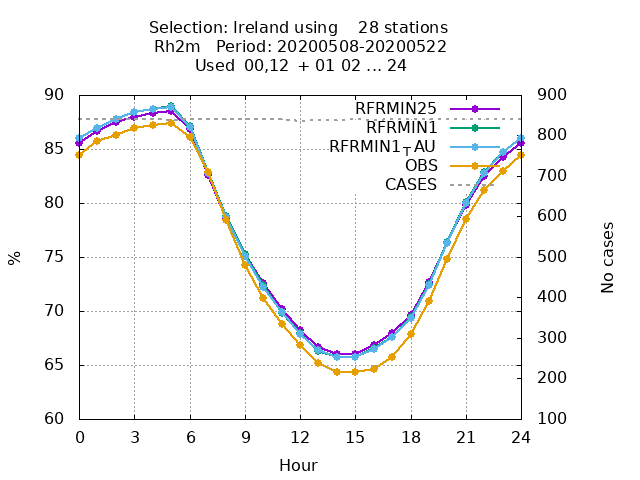 Selection: Ireland using    28 stations
Rh2m   Period: 20200508-20200522
Used  00,12  + 01 02 ... 24
90
85
80
75
70
65
60
900
800
700
600
500
400
300
200
100
RFRMIN25
RFRMIN1
RFRMIN1_AU
OBS
CASES
%
No cases
0 3 6 9 12 15 18 21 24
Hour